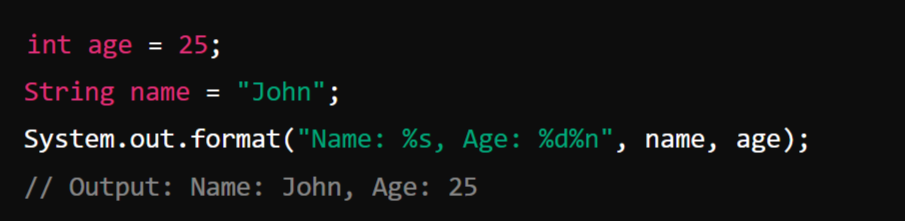 int age = 25;
String name = "John";
System.out.format("Name: %s, Age: %d%n", name, age);
// Output: Name: John, Age: 25